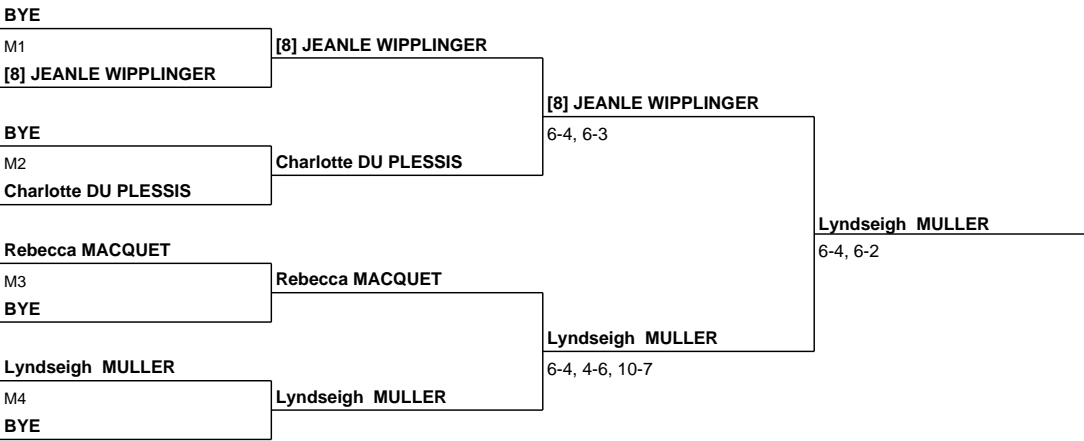 BYE
M1
[8] JEANLE WIPPLINGER
[8] JEANLE WIPPLINGER
[8] JEANLE WIPPLINGER
6-4, 6-3
BYE
M2
Charlotte DU PLESSIS
Charlotte DU PLESSIS
Lyndseigh MULLER
6-4, 6-2
Rebecca MACQUET
M3
BYE
Rebecca MACQUET
Lyndseigh MULLER
6-4, 4-6, 10-7
Lyndseigh MULLER
M4
BYE
Lyndseigh MULLER